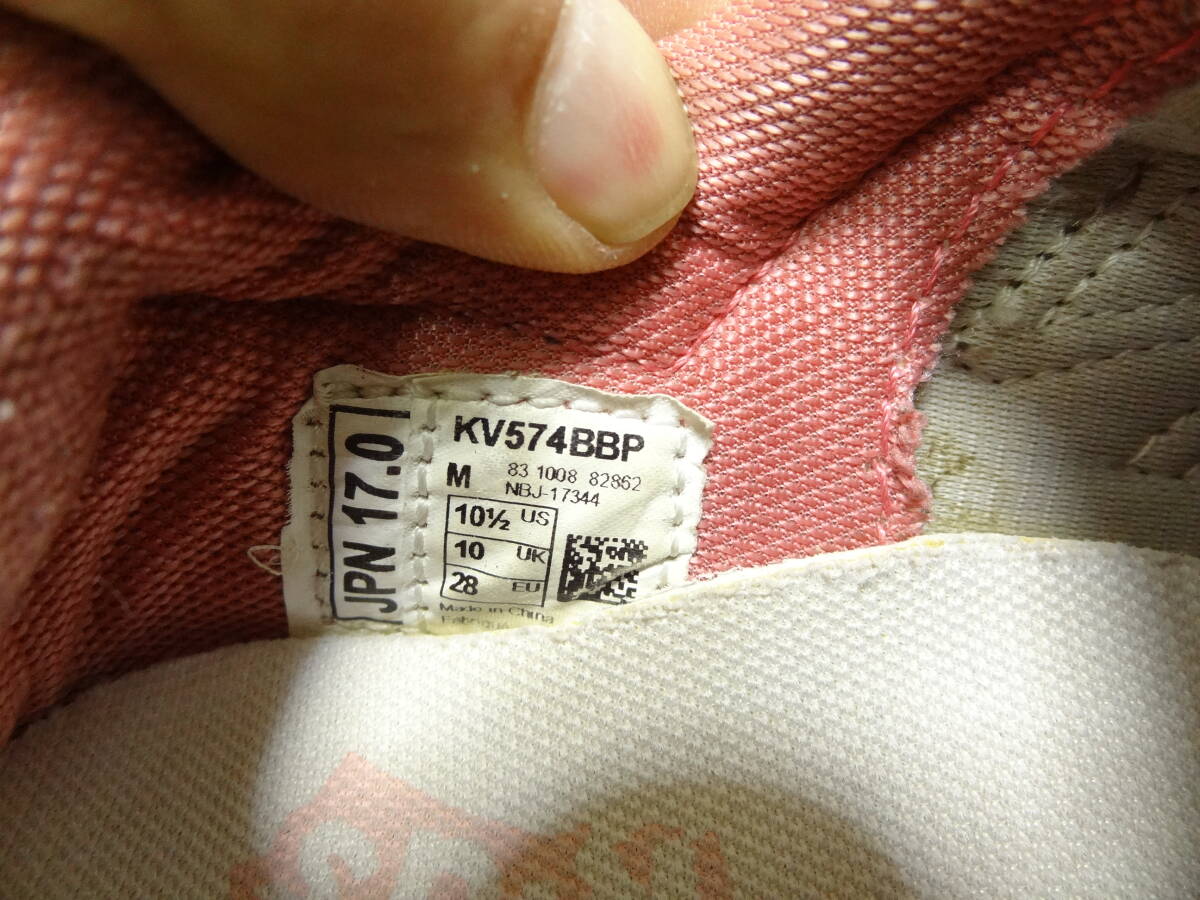 JPN 17.0
KV574BBP
M 83 1008 82862
NBJ-17344
10½ US
10 UK
28 EU
Made in China